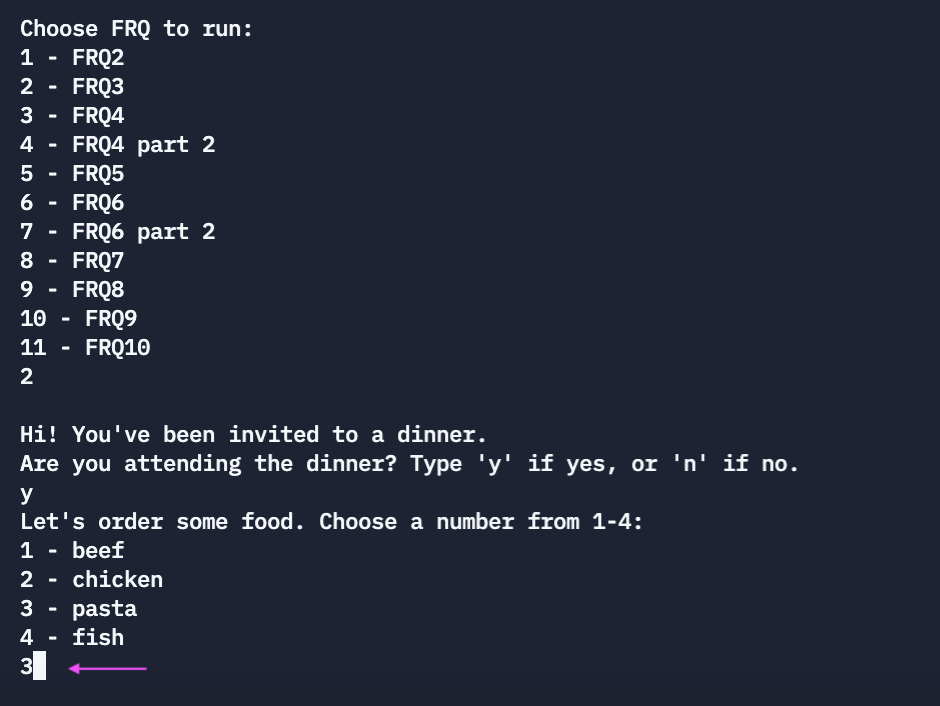 Choose FRQ to run:
1 - FRQ2
2 - FRQ3
3 - FRQ4
4 - FRQ4 part 2
5 - FRQ5
6 - FRQ6
7 - FRQ6 part 2
8 - FRQ7
9 - FRQ8
10 - FRQ9
11 - FRQ10
2
Hi! You've been invited to a dinner.
Are you attending the dinner? Type 'y' if yes, or 'n' if no.
y
Let's order some food. Choose a number from 1-4:
1 - beef
2 - chicken
3 - pasta
4 - fish
3